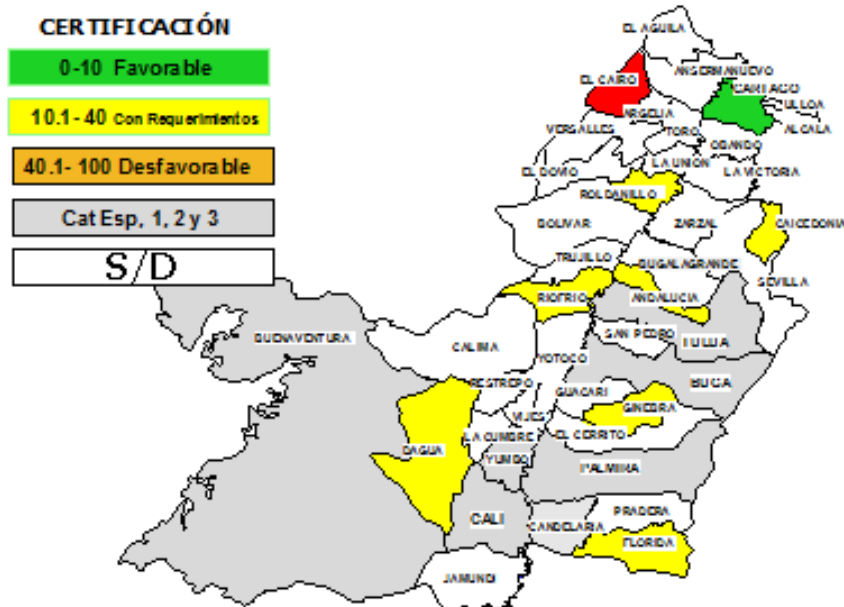 CERTIFICACIÓN
0-10 Favorable
10.1- 40 Con Requerimientos
40.1- 100 Desfavorable
Cat Esp, 1, 2 y 3
S/D
EL AGUILA
ANSERMANUEVO
EL CAIRO
CARTAGO
ULLOA
ARGELIA
ALCALA
VERSALLES
TORO
OBANDO
LA UNION
EL DOVIO
LA VICTORIA
ROLDANILLO
BOLIVAR
ZARZAL
CAICEDONIA
TRUJILLO
BUGALAGRANDE
SEVILLA
RIOFRIO
ANDALUCIA
BUENAVENTURA
SAN PEDRO
TULUA
CALIMA
YOTOCO
RESTREPO
BUGA
GUACARI
GINEBRA
VIJES
LA CUMBRE
EL CERRITO
DAGUA
YUMBO
PALMIRA
PRADERA
CALI
CANDELARIA
FLORIDA
JAMUNDI